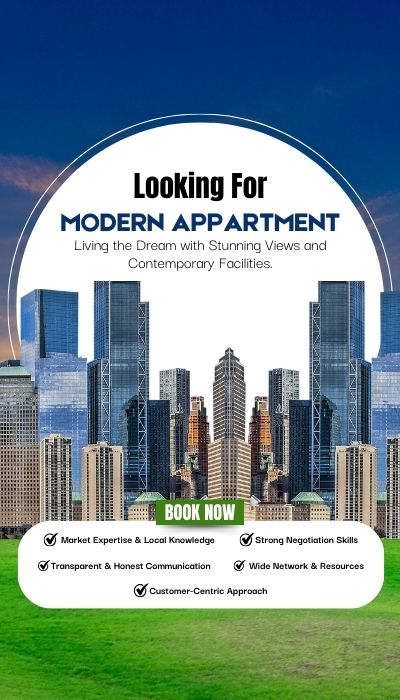 Looking For
MODERN APPARTMENT
Living the Dream with Stunning Views and
Contemporary Facilities.
BOOK NOW
Market Expertise & Local Knowledge
Strong Negotiation Skills
Transparent & Honest Communication
Wide Network & Resources
Customer-Centric Approach